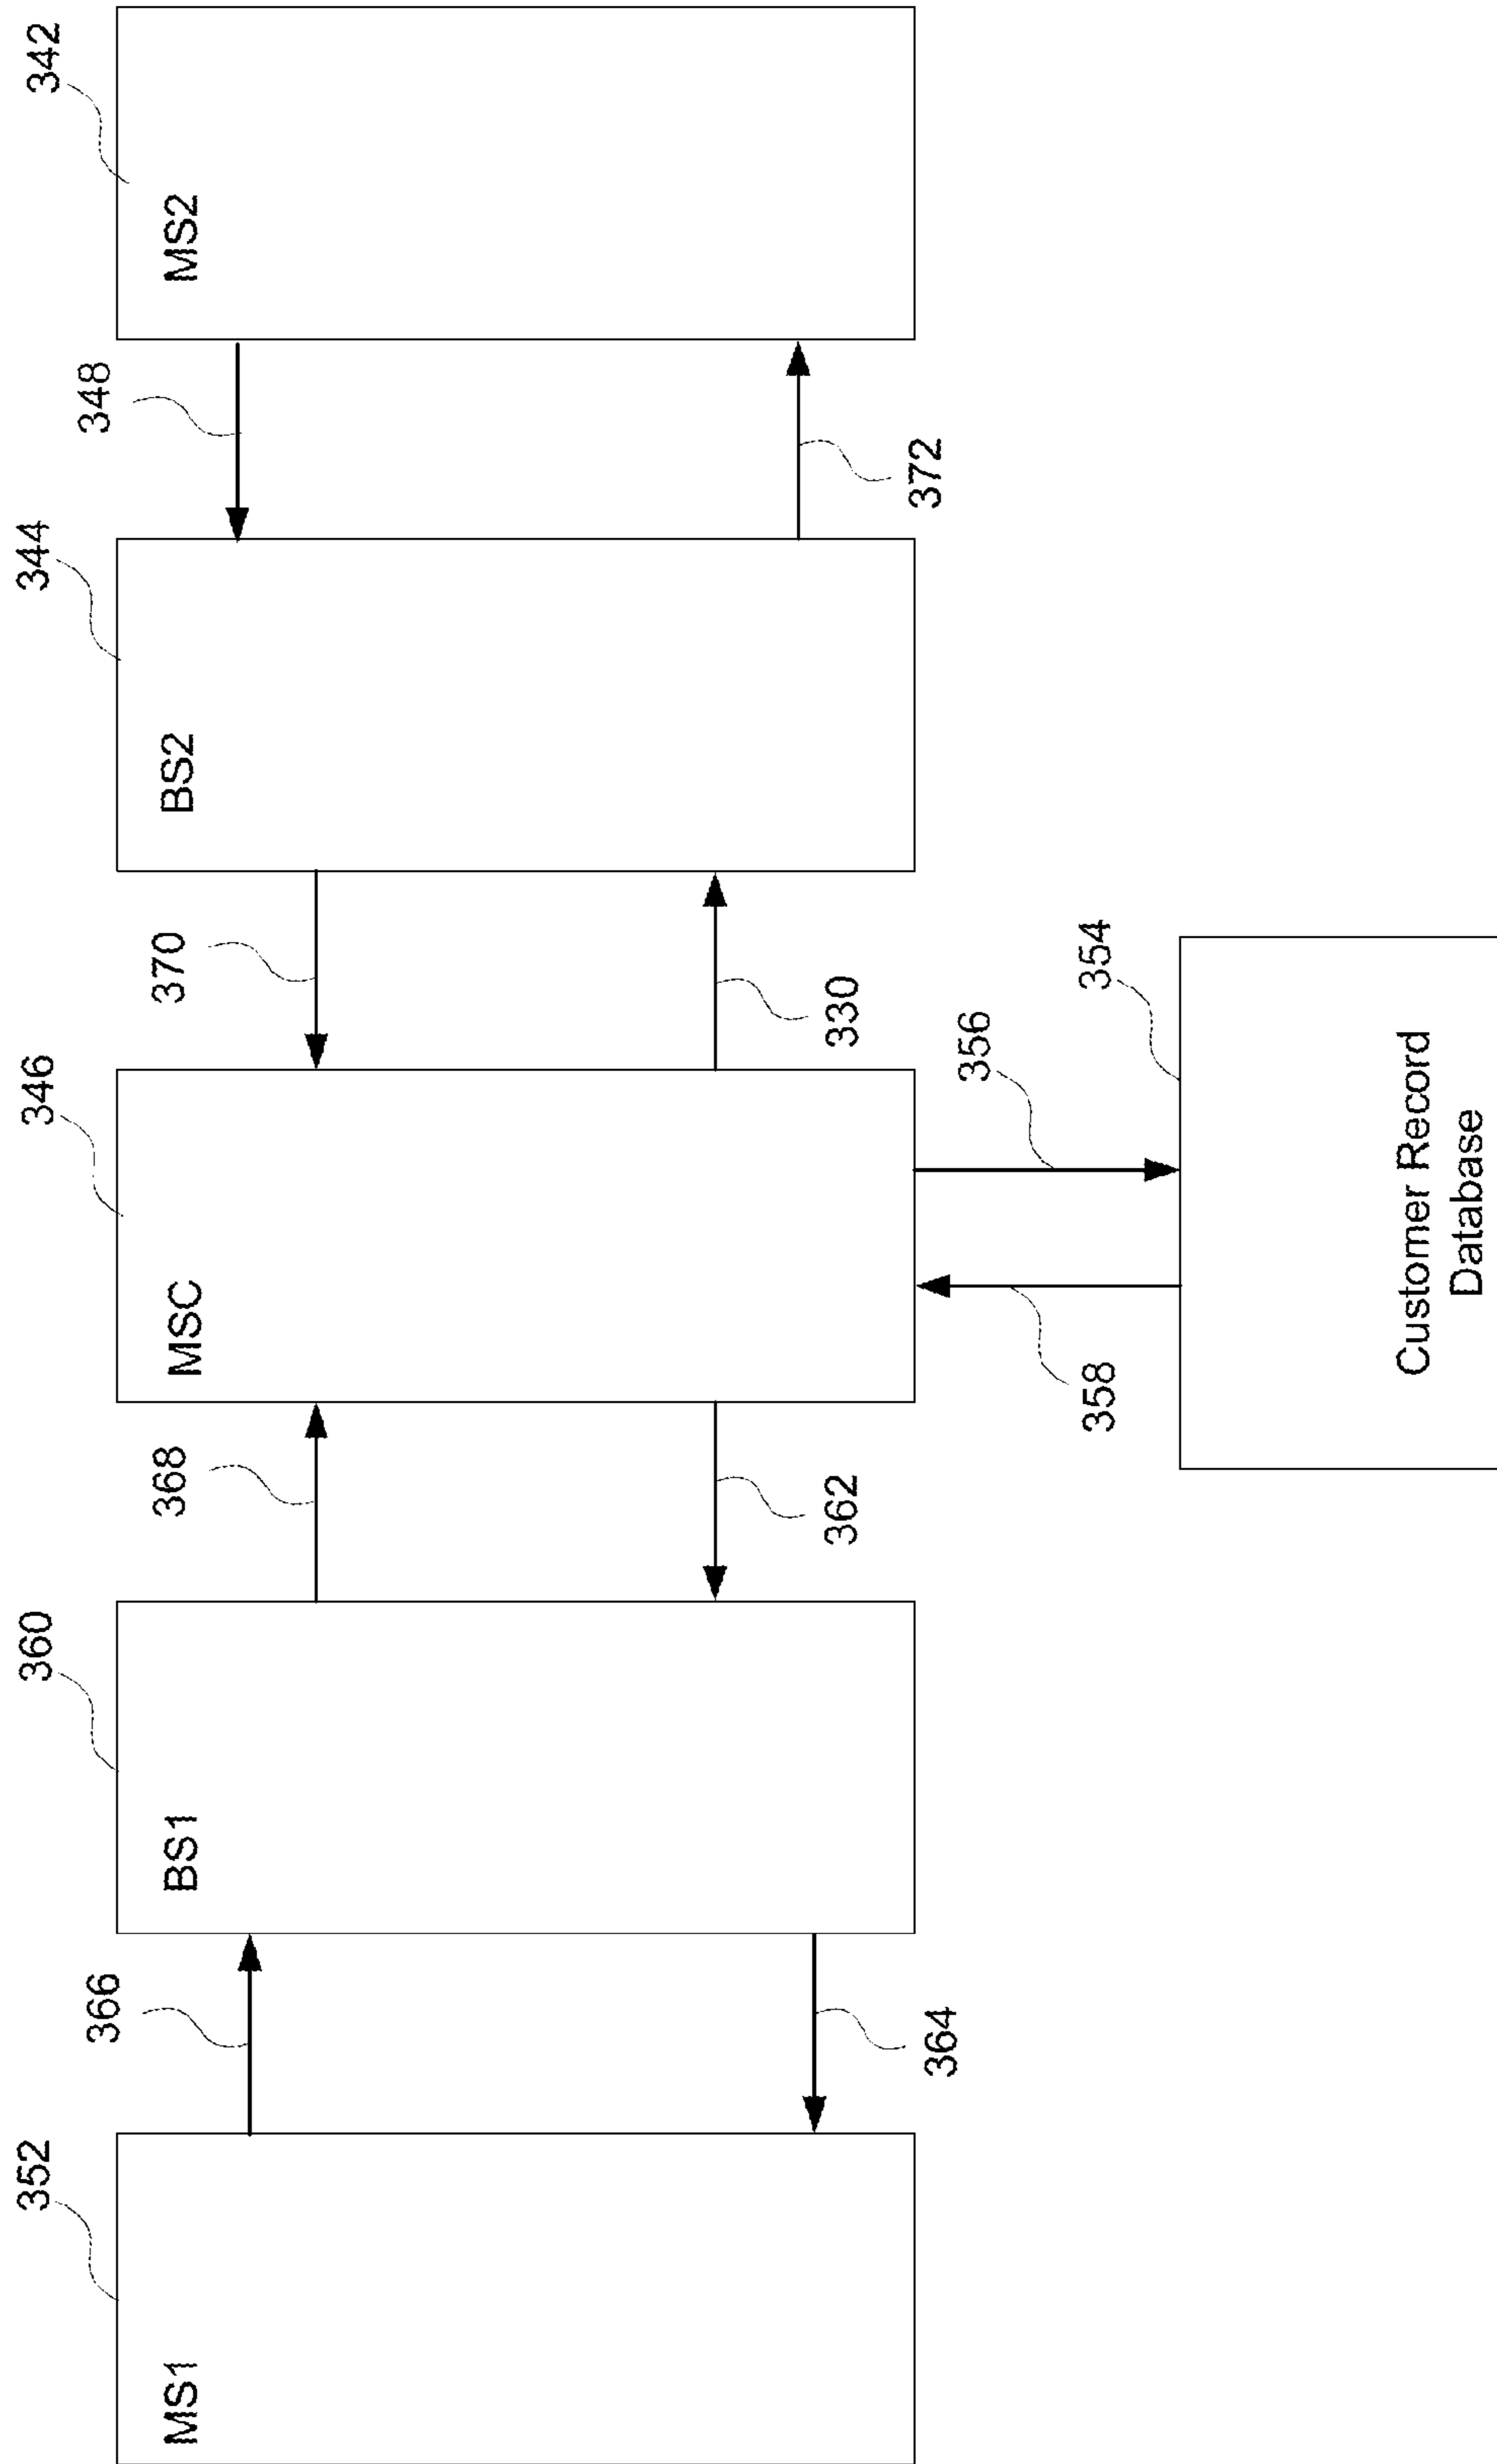 352
360
346
344
342
MS1
BS1
MSC
BS2
MS2
366
368
370
348
364
362
330
372
358
356
354
Customer Record
Database